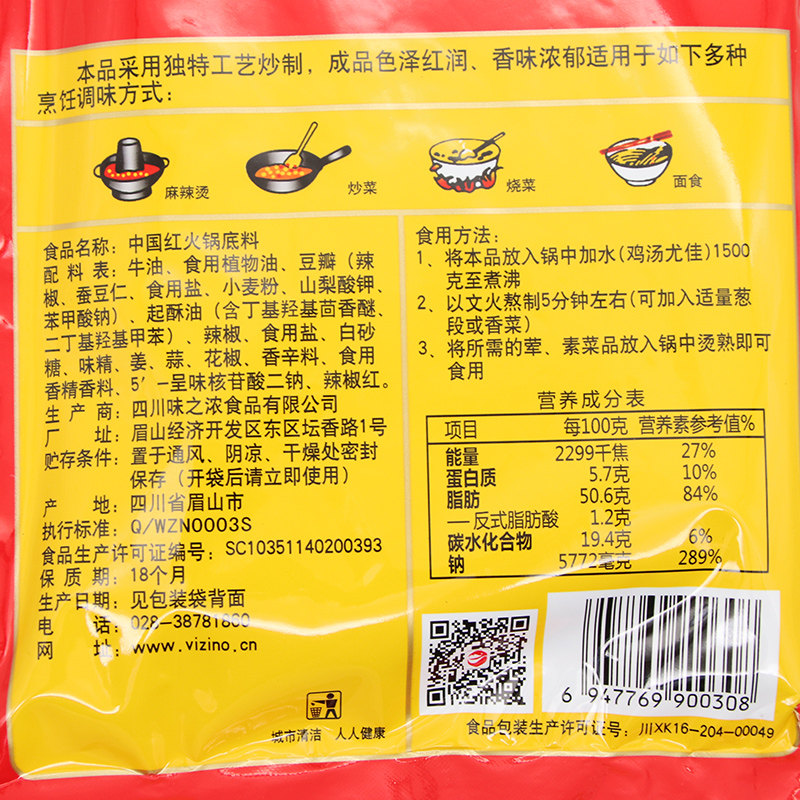 本品采用独特工艺炒制，成品色泽红润、香味浓郁适用于如下多种
烹饪调味方式：
麻辣烫
炒菜
烧菜
面食
食品名称：中国红火锅底料
配料表：牛油、食用植物油、豆瓣（辣
椒、蚕豆仁、食用盐、小麦粉、山梨酸钾、
苯甲酸钠）、起酥油（含丁基羟基茴香醚、
二丁基羟基甲苯）、辣椒、食用盐、白砂
糖、味精、姜、蒜、花椒、香辛料、食用
香精香料、5′-呈味核苷酸二钠、辣椒红。
生产商：四川味之浓食品有限公司
厂址：眉山经济开发区东区坛香路1号
贮存条件：置于通风、阴凉、干燥处密封
保存（开袋后请立即使用）
产地：四川省眉山市
执行标准：Q/WZN0003S
食品生产许可证编号：SC10351140200393
保质期：18个月
生产日期：见包装袋背面
电话：028-38781600
网址：www.vizino.cn
城市清洁 人人健康
食用方法：
1、将本品放入锅中加水(鸡汤尤佳)1500
克至煮沸
2、以文火熬制5分钟左右(可加入适量葱
段或香菜)
3、将所需的荤、素菜品放入锅中烫熟即可
食用
营养成分表
项目 每100克 营养素参考值%
能量 2299千焦 27%
蛋白质 5.7克 10%
脂肪 50.6克 84%
—反式脂肪酸 1.2克
碳水化合物 19.4克 6%
钠 5772毫克 289%
6 947769 900308
食品包装生产许可证号：川XK16-204-00049